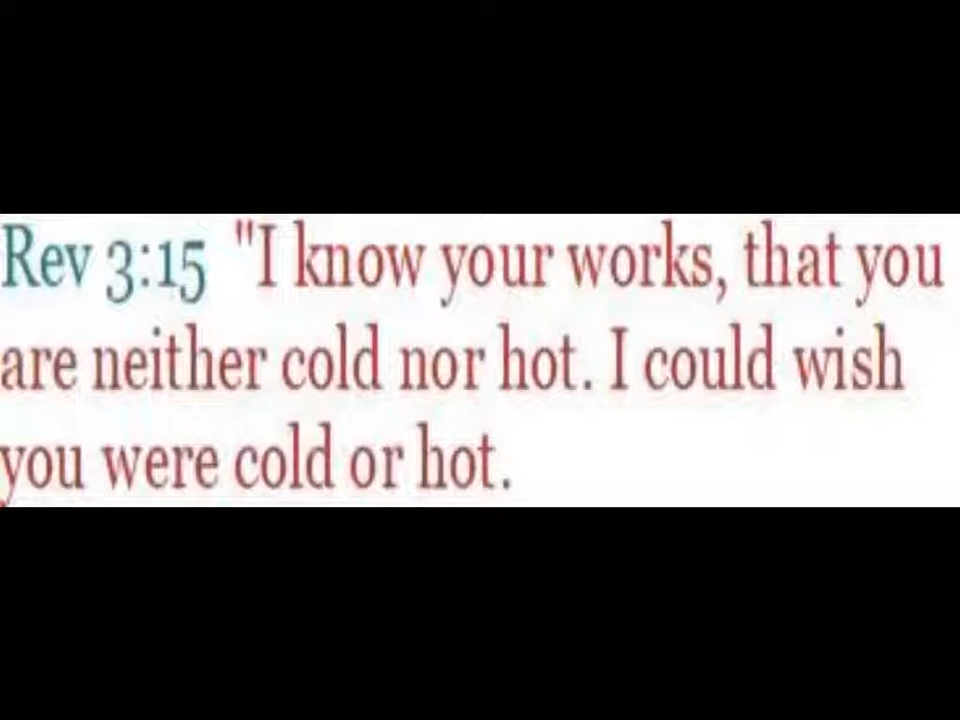 Rev 3:15 "I know your works, that you
are neither cold nor hot. I could wish
you were cold or hot.